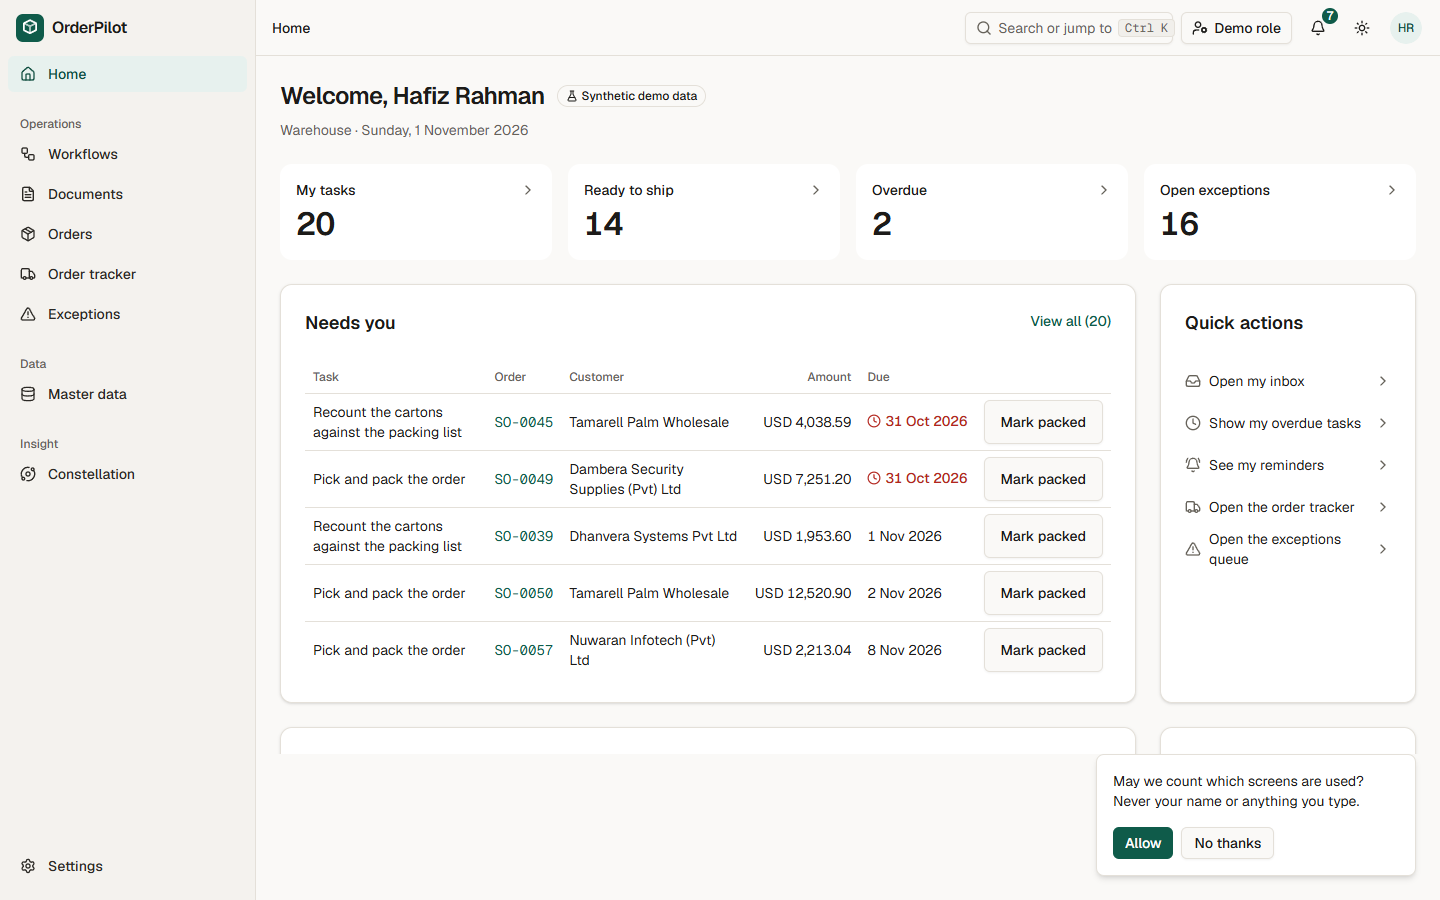 OrderPilot
Home
Search or jump to
Ctrl K
Demo role
7
HR
Home
Operations
Workflows
Documents
Orders
Order tracker
Exceptions
Data
Master data
Insight
Constellation
Settings
Welcome, Hafiz Rahman
Synthetic demo data
Warehouse · Sunday, 1 November 2026
My tasks
20
Ready to ship
14
Overdue
2
Open exceptions
16
Needs you
View all (20)
Task Order Customer Amount Due
Recount the cartons
against the packing list
SO-0045 Tamarell Palm Wholesale USD 4,038.59 31 Oct 2026 Mark packed
Pick and pack the order SO-0049
Dambera Security
Supplies (Pvt) Ltd
USD 7,251.20 31 Oct 2026 Mark packed
Recount the cartons
against the packing list
SO-0039 Dhanvera Systems Pvt Ltd USD 1,953.60 1 Nov 2026 Mark packed
Pick and pack the order SO-0050 Tamarell Palm Wholesale USD 12,520.90 2 Nov 2026 Mark packed
Pick and pack the order SO-0057
Nuwaran Infotech (Pvt)
Ltd
USD 2,213.04 8 Nov 2026 Mark packed
Quick actions
Open my inbox
Show my overdue tasks
See my reminders
Open the order tracker
Open the exceptions
queue
May we count which screens are used?
Never your name or anything you type.
Allow
No thanks